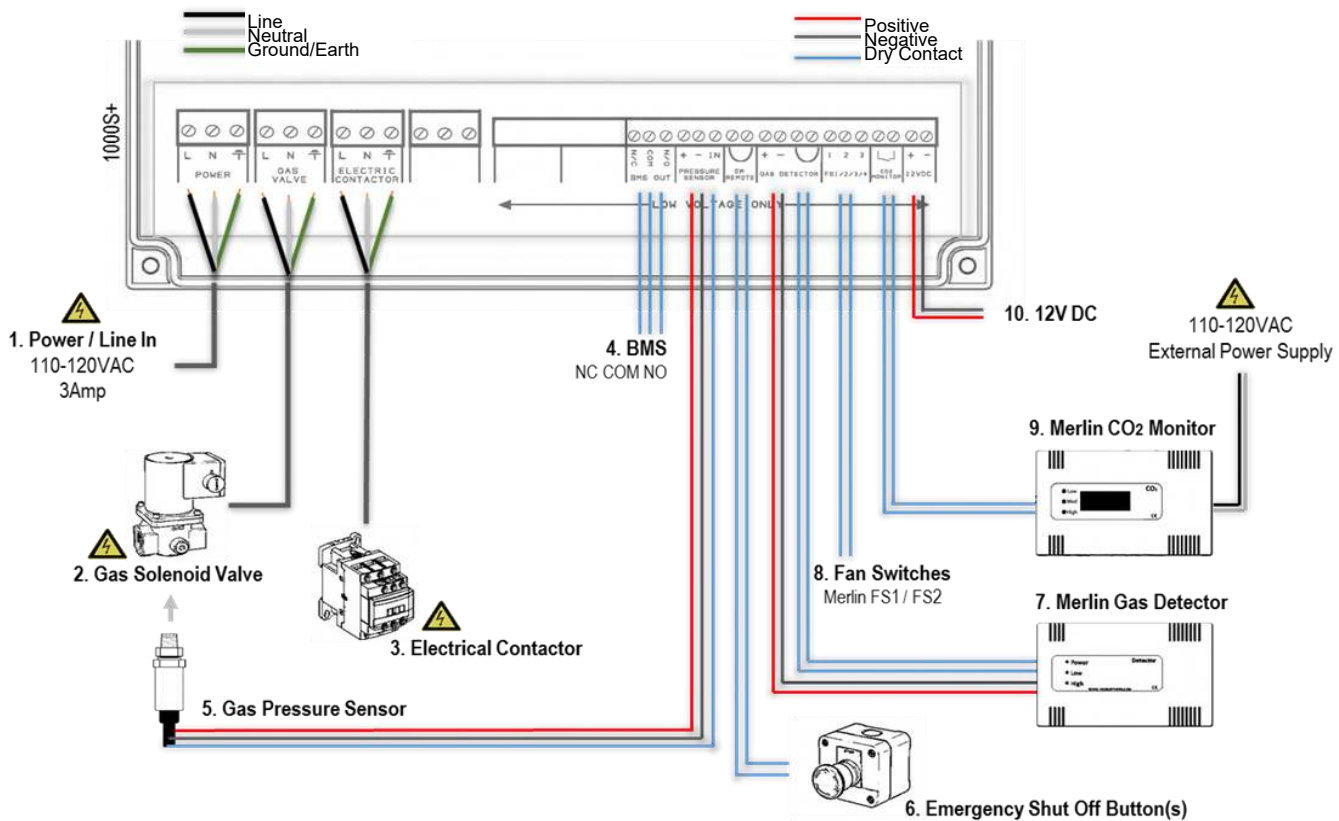 Line
Neutral
Ground/Earth
Positive
Negative
Dry Contact
1000S+
L N
POWER
L N
GAS
VALVE
L N
ELECTRIC
CONTACTOR
N/C COM N/O
BMS OUT
+ - IN
PRESSURE
SENSOR
EM
REMOTE
+ -
GAS DETECTOR
1 2 3
FS1/2/3/4
CO2
MONITOR
+ -
12VDC
LOW VOLTAGE ONLY
1. Power / Line In
110-120VAC
3Amp
2. Gas Solenoid Valve
3. Electrical Contactor
4. BMS
NC COM NO
5. Gas Pressure Sensor
6. Emergency Shut Off Button(s)
7. Merlin Gas Detector
Power
Low
High
Detector
8. Fan Switches
Merlin FS1 / FS2
9. Merlin CO2 Monitor
Low
Med
High
CO2
10. 12V DC
110-120VAC
External Power Supply